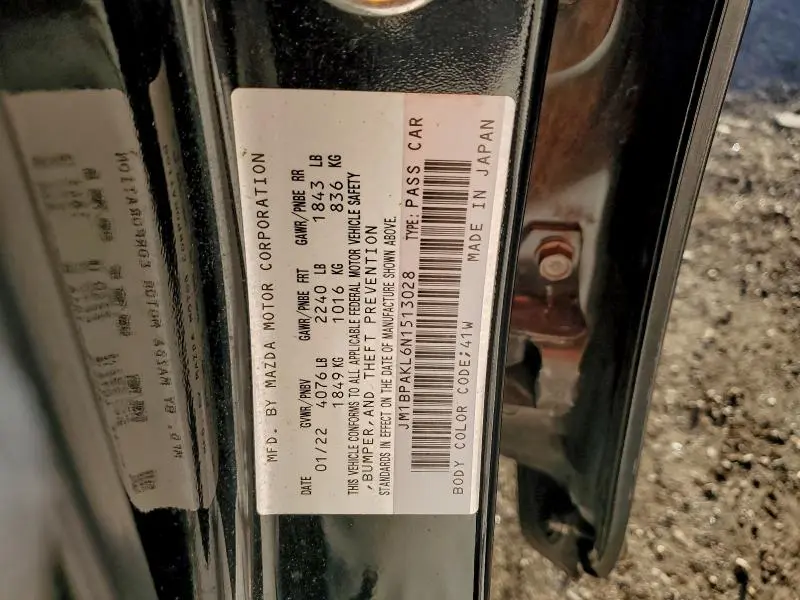 MFD. BY MAZDA MOTOR CORPORATION
DATE GVWR/PNBV GAWR/PNBE FRT GAWR/PNBE RR
01/22 4076 LB 2240 LB 1843 LB
1849 KG 1016 KG 836 KG
THIS VEHICLE CONFORMS TO ALL APPLICABLE FEDERAL MOTOR VEHICLE SAFETY
,BUMPER,AND THEFT PREVENTION
STANDARDS IN EFFECT ON THE DATE OF MANUFACTURE SHOWN ABOVE.
JM1BPAKL6N1513028 TYPE: PASS CAR
BODY COLOR CODE;41W MADE IN JAPAN